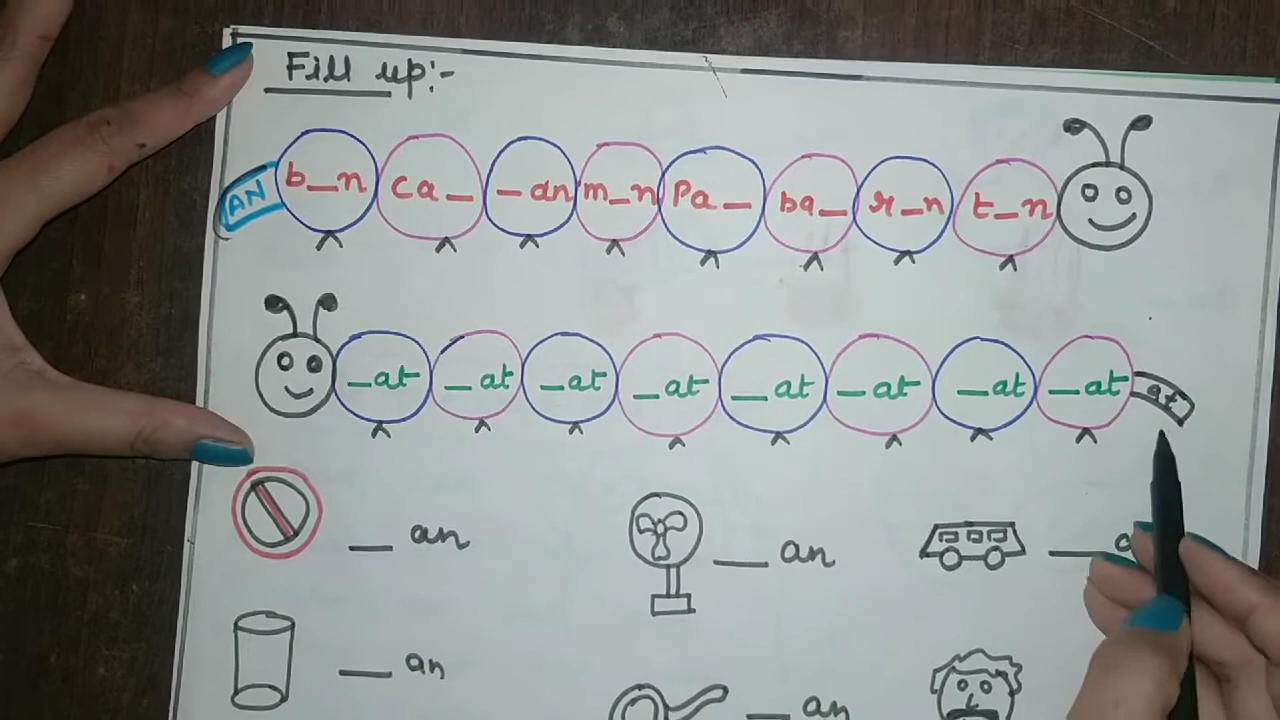 Fill up:-
AN b_n ca_ _an m_n Pa_ ba_ r_n t_n
_at _at _at _at _at _at _at _at at
_ an _ an _
_ an
_ an